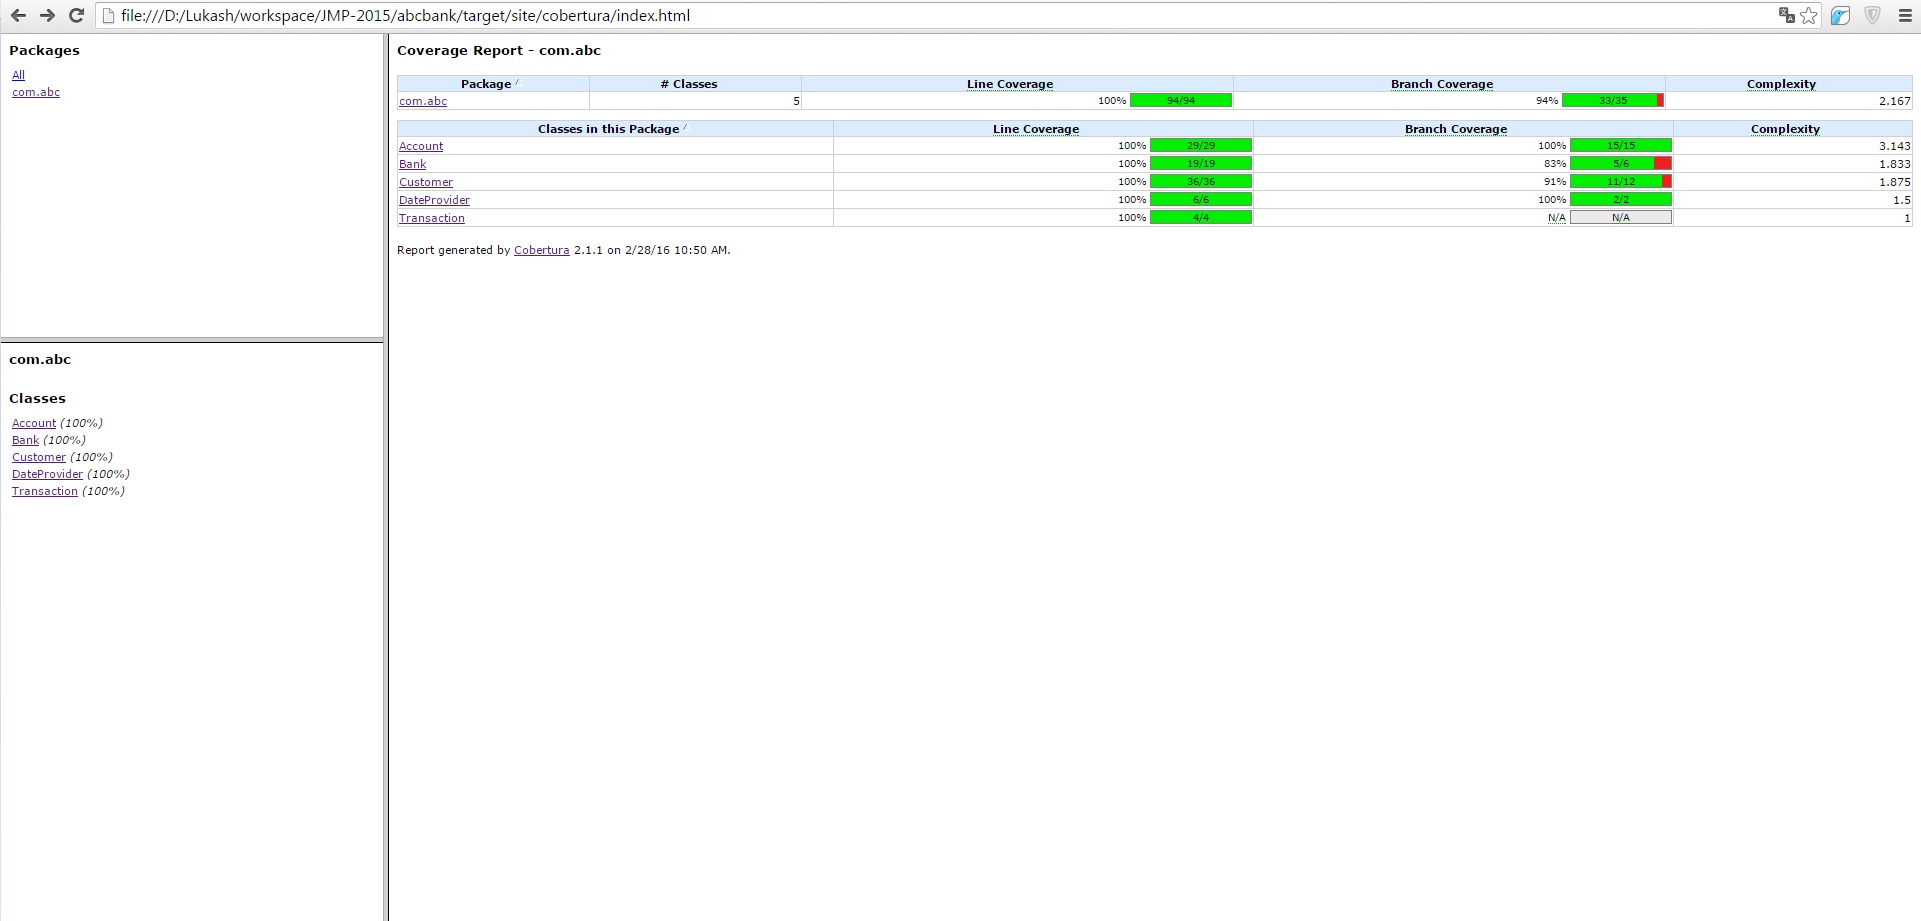 file:///D:/Lukash/workspace/JMP-2015/abcbank/target/site/cobertura/index.html
Packages
All
com.abc
com.abc
Classes
Account (100%)
Bank (100%)
Customer (100%)
DateProvider (100%)
Transaction (100%)
Coverage Report - com.abc
Package # Classes Line Coverage Branch Coverage Complexity
com.abc 5 100% 94/94 94% 33/35 2.167
Classes in this Package Line Coverage Branch Coverage Complexity
Account 100% 29/29 100% 15/15 3.143
Bank 100% 19/19 83% 5/6 1.833
Customer 100% 36/36 91% 11/12 1.875
DateProvider 100% 6/6 100% 2/2 1.5
Transaction 100% 4/4 N/A N/A 1
Report generated by Cobertura 2.1.1 on 2/28/16 10:50 AM.